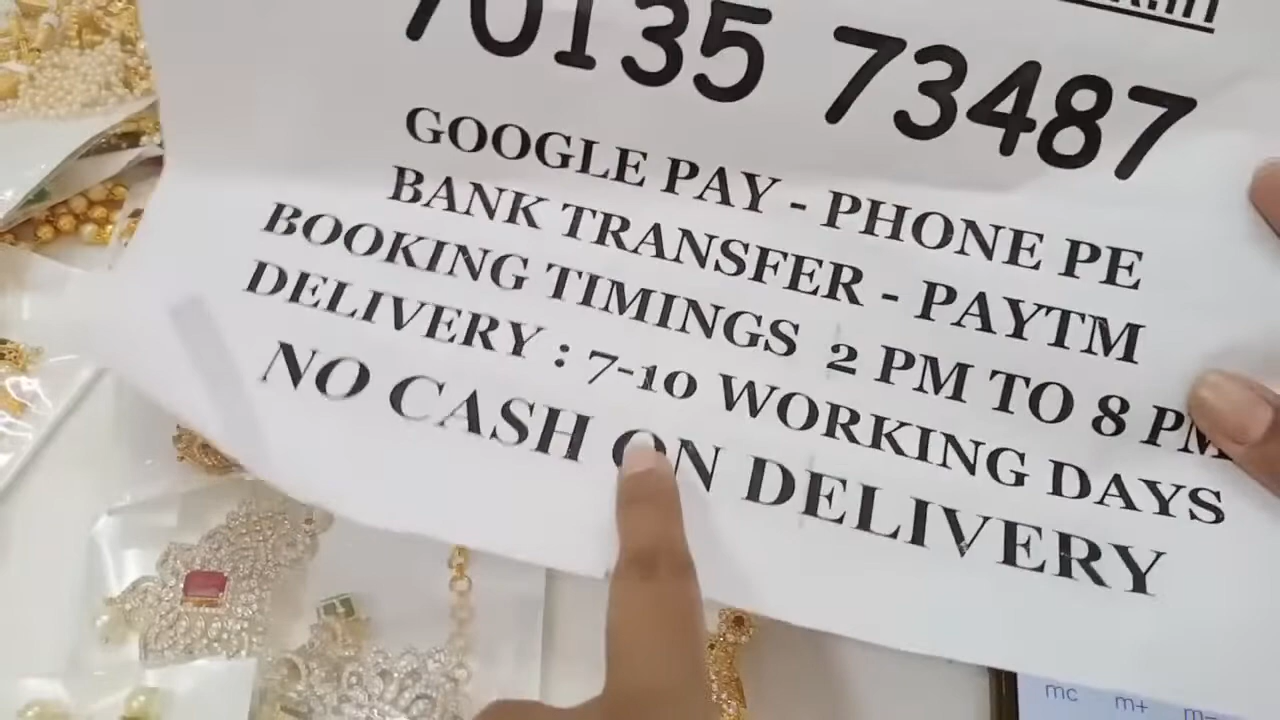 70135 73487
GOOGLE PAY - PHONE PE
BANK TRANSFER - PAYTM
BOOKING TIMINGS 2 PM TO 8 PM
DELIVERY : 7-10 WORKING DAYS
NO CASH ON DELIVERY
mc m+